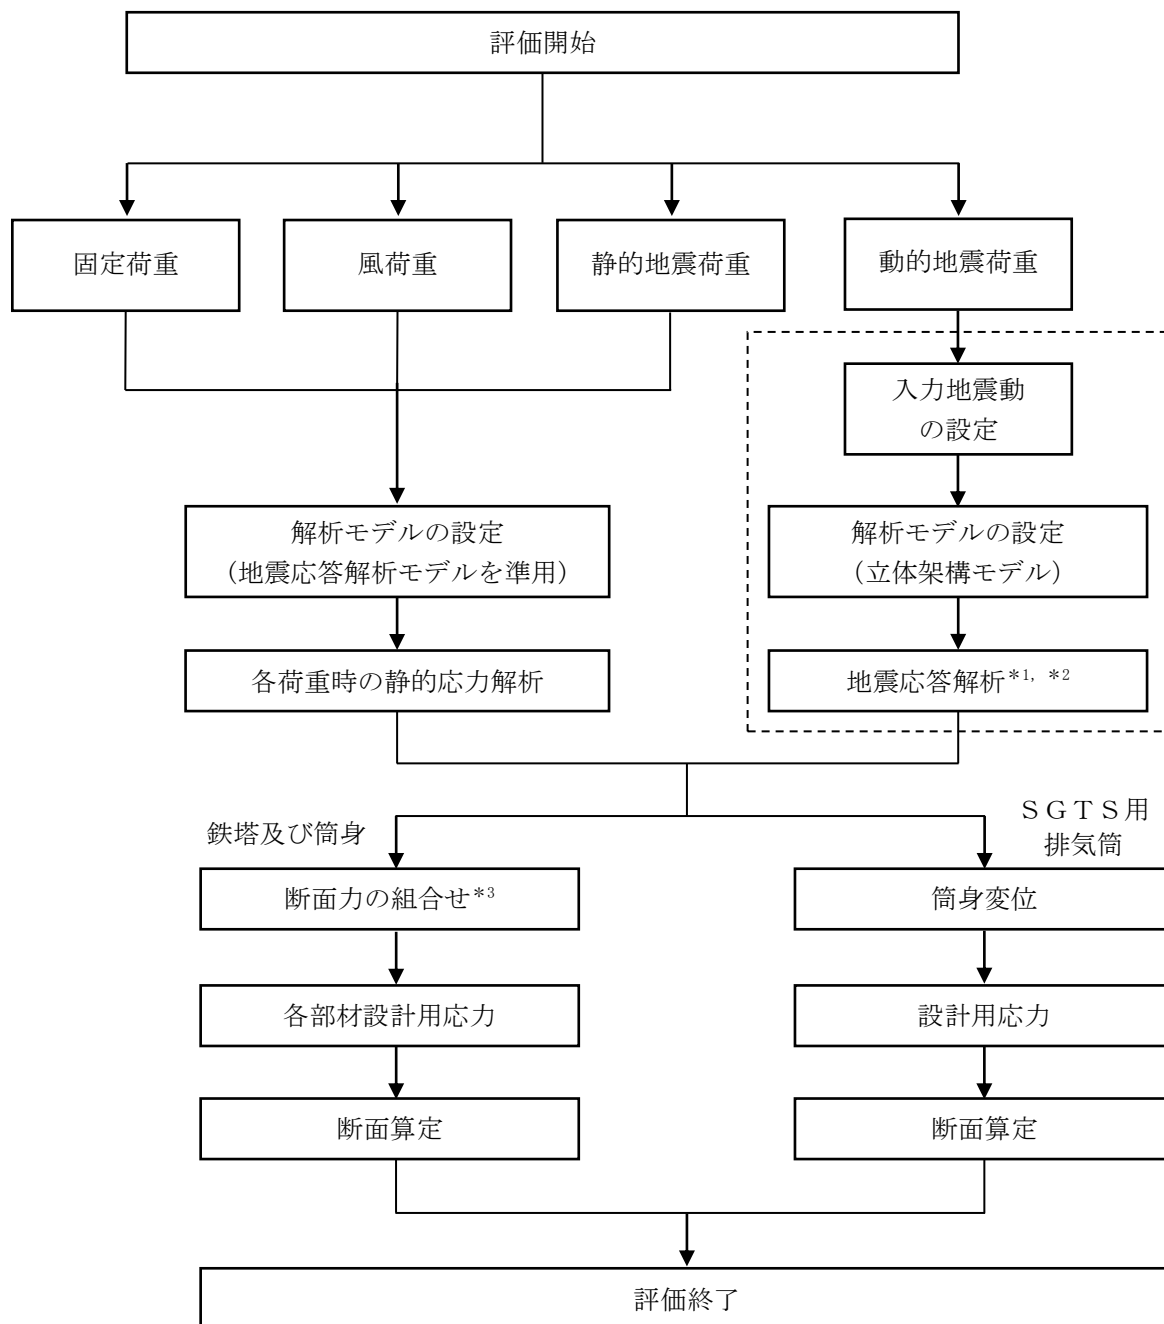 評価開始
固定荷重
風荷重
静的地震荷重
動的地震荷重
入力地震動
の設定
解析モデルの設定
（地震応答解析モデルを準用）
解析モデルの設定
（立体架構モデル）
各荷重時の静的応力解析
地震応答解析*1, *2
鉄塔及び筒身
ＳＧＴＳ用
排気筒
断面力の組合せ*3
筒身変位
各部材設計用応力
設計用応力
断面算定
断面算定
評価終了